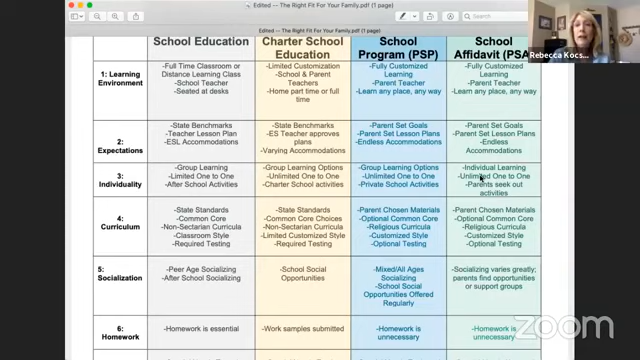 Edited -- The Right Fit For Your Family.pdf (1 page)
Search
Edited -- The Right Fit For Your Family.pdf (1 page)
School Education
Charter School
Education
School
Program (PSP)
School
Affidavit (PSA
Rebecca Kocs...
1: Learning
Environment
-Full Time Classroom or
Distance Learning Class
-School Teacher
-Seated at desks
-Limited Customization
-School & Parent
Teachers
-Home part time or full
time
-Fully Customized
Learning
-Parent Teacher
-Learn any place, any way
-Fully Customized
Learning
-Parent Teacher
-Learn any place, any way
2:
Expectations
-State Benchmarks
-Teacher Lesson Plan
-ESL Accommodations
-State Benchmarks
-ES Teacher approves
plans
-Varying Accommodations
-Parent Set Goals
-Parent Set Lesson Plans
-Endless Accommodations
-Parent Set Goals
-Parent Set Lesson Plans
-Endless
Accommodations
3:
Individuality
-Group Learning
-Limited One to One
-After School Activities
-Group Learning Options
-Unlimited One to One
-Charter School activities
-Group Learning Options
-Unlimited One to One
-Private School Activities
-Individual Learning
-Unlimited One to One
-Parents seek out
activities
4:
Curriculum
-State Standards
-Common Core
-Non-Sectarian Curricula
-Classroom Style
-Required Testing
-State Standards
-Common Core Choices
-Non-Sectarian Curricula
-Limited Customized Style
-Required Testing
-Parent Chosen Materials
-Optional Common Core
-Religious Curricula
-Customized Style
-Optional Testing
-Parent Chosen Materials
-Optional Common Core
-Religious Curricula
-Customized Style
-Optional Testing
5:
Socialization
-Peer Age Socializing
-After School Socializing
-School Social
Opportunities
-Mixed/All Ages
Socializing
-School Social
Opportunities Offered
Regularly
-Socializing varies greatly;
parents find opportunities
or support groups
6:
Homework
-Homework is essential
-Work samples submitted
-Homework is
unnecessary
-Homework is
unnecessary
zoom